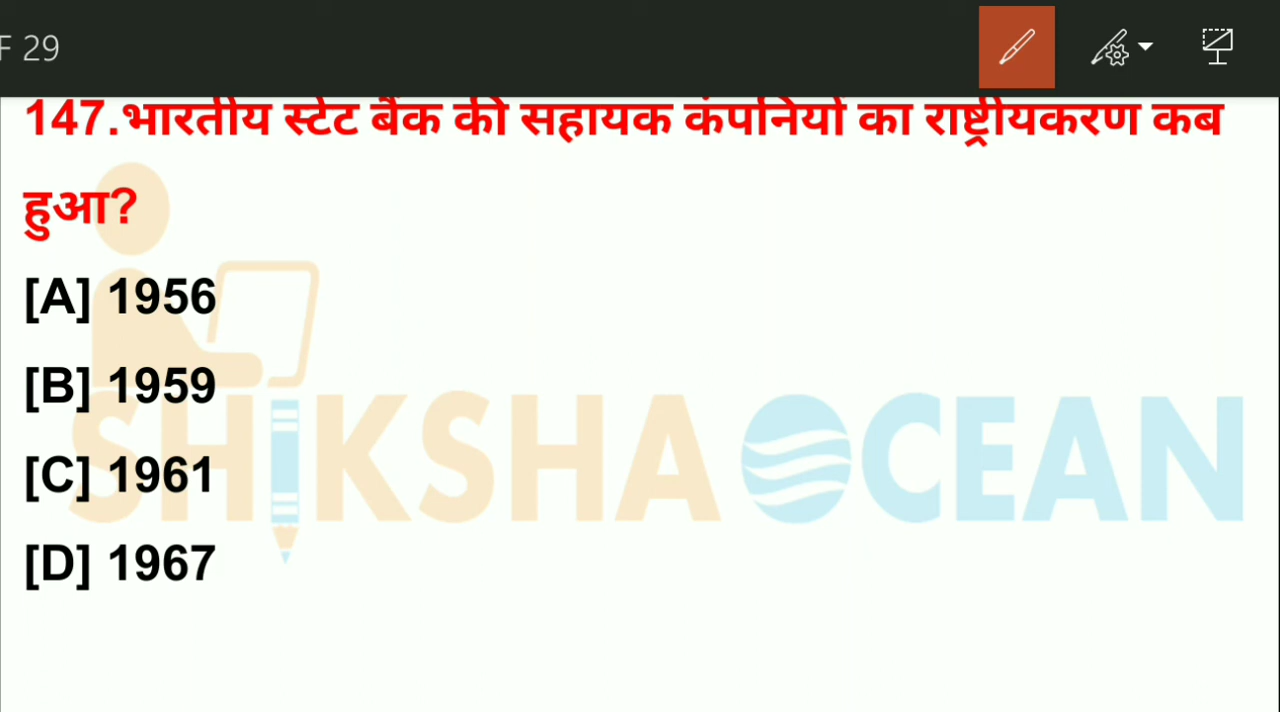 F 29
147.भारतीय स्टेट बैंक की सहायक कंपनियों का राष्ट्रीयकरण कब
हुआ?
[A] 1956
[B] 1959
[C] 1961
[D] 1967
SHIKSHA OCEAN